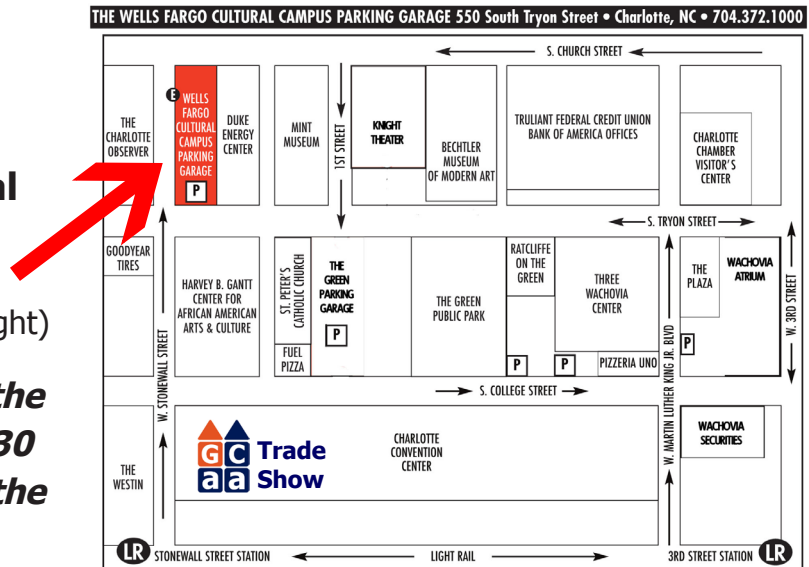 THE WELLS FARGO CULTURAL CAMPUS PARKING GARAGE 550 South Tryon Street • Charlotte, NC • 704.372.1000
S. CHURCH STREET
THE
CHARLOTTE
OBSERVER
E
WELLS
FARGO
CULTURAL
CAMPUS
PARKING
GARAGE
P
DUKE
ENERGY
CENTER
MINT
MUSEUM
1ST STREET
KNIGHT
THEATER
BECHTLER
MUSEUM
OF MODERN ART
TRULIANT FEDERAL CREDIT UNION
BANK OF AMERICA OFFICES
CHARLOTTE
CHAMBER
VISITOR'S
CENTER
al
S. TRYON STREET
GOODYEAR
TIRES
HARVEY B. GANTT
CENTER FOR
AFRICAN AMERICAN
ARTS & CULTURE
ST. PETER'S
CATHOLIC CHURCH
FUEL
PIZZA
THE
GREEN
PARKING
GARAGE
P
THE GREEN
PUBLIC PARK
RATCLIFFE
ON THE
GREEN
P
THREE
WACHOVIA
CENTER
P
PIZZERIA UNO
W. MARTIN LUTHER KING JR. BLVD
THE
PLAZA
P
WACHOVIA
ATRIUM
W. 3RD STREET
ght)
W. STONEWALL STREET
S. COLLEGE STREET
the
30
the
THE
WESTIN
GC
aa
Trade
Show
CHARLOTTE
CONVENTION
CENTER
WACHOVIA
SECURITIES
LR
STONEWALL STREET STATION
LIGHT RAIL
3RD STREET STATION
LR